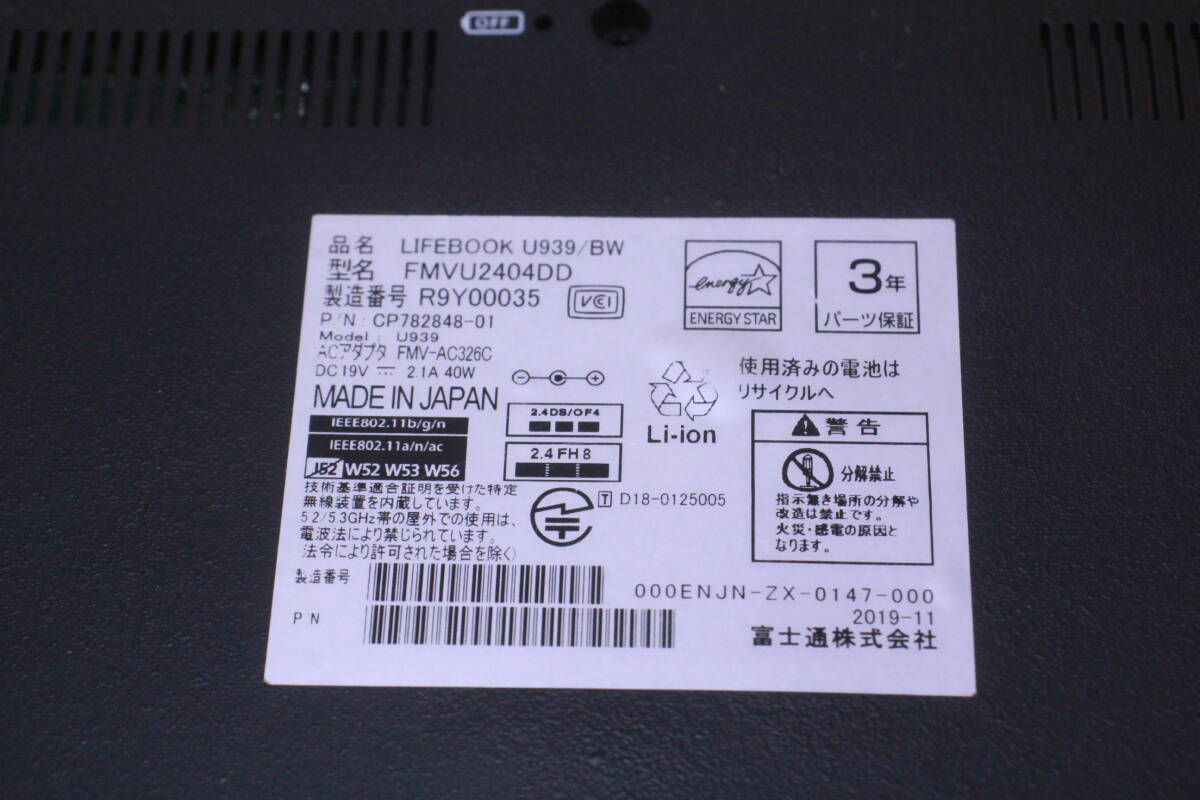 OFF
品名 LIFEBOOK U939/BW
型名 FMVU2404DD
製造番号 R9Y00035
VCCI
P/N : CP782848-01
Model : U939
ACアダプタ FMV-AC326C
DC19V 2.1A 40W
MADE IN JAPAN
energy
ENERGY STAR
3年
パーツ保証
IEEE802.11b/g/n
IEEE802.11a/n/ac
J52 W52 W53 W56
2.4DS/OF4
2.4FH8
Li-ion
使用済みの電池は
リサイクルへ
警告
分解禁止
指示無き場所の分解や
改造は禁止です。
火災・感電の原因と
なります。
技術基準適合証明を受けた特定
無線装置を内蔵しています。
5.2/5.3GHz帯の屋外での使用は、
電波法により禁じられています。
法令により許可された場合を除く)
T D18-0125005
製造番号
P/N
000ENJN-ZX-0147-000
2019-11
富士通株式会社